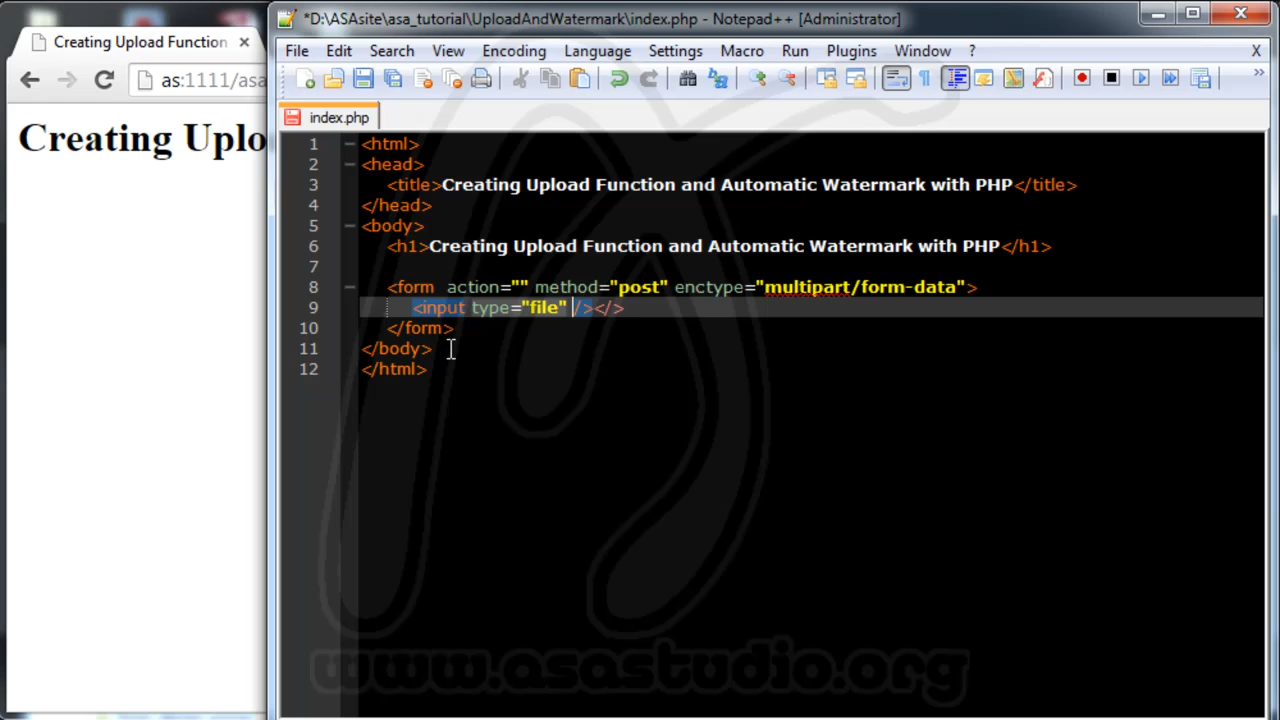 Creating Upload Function
*D:\ASAsite\asa_tutorial\UploadAndWatermark\index.php - Notepad++ [Administrator]
as:1111/asa
File Edit Search View Encoding Language Settings Macro Run Plugins Window ? X
index.php
Creating Uplo
1 <html>
2 <head>
3 <title>Creating Upload Function and Automatic Watermark with PHP</title>
4 </head>
5 <body>
6 <h1>Creating Upload Function and Automatic Watermark with PHP</h1>
7
8 <form action="" method="post" enctype="multipart/form-data">
9 <input type="file" /></>
10 </form>
11 </body>
12 </html>
www.asastudio.org